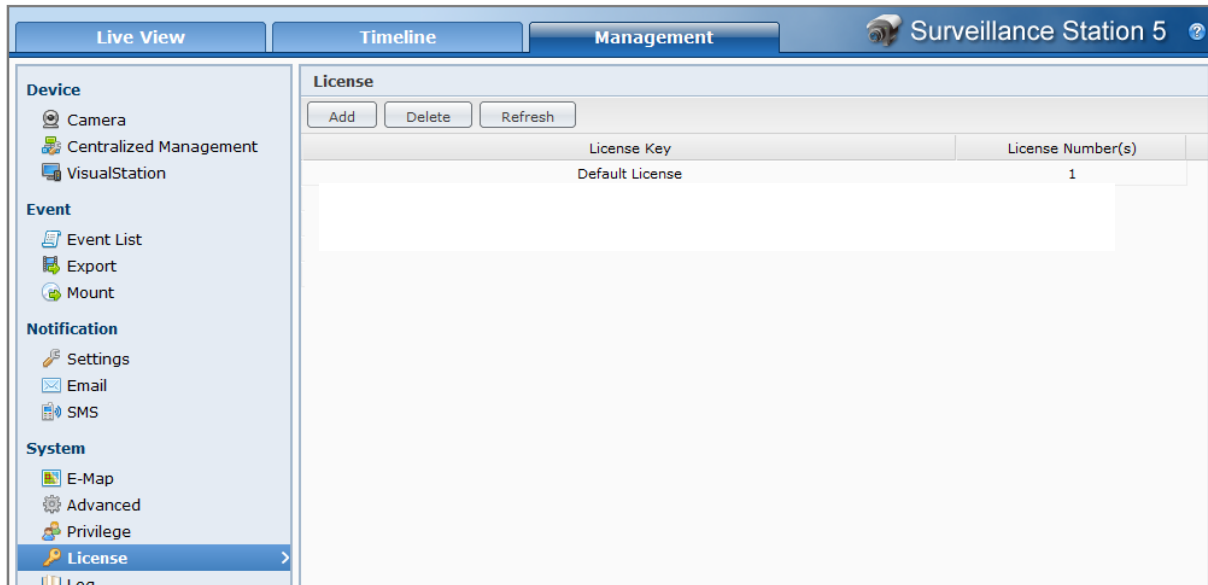 Live View
Timeline
Management
Surveillance Station 5
?
Device
Camera
Centralized Management
VisualStation
Event
Event List
Export
Mount
Notification
Settings
Email
SMS
System
E-Map
Advanced
Privilege
License
Log
License
Add
Delete
Refresh
License Key
License Number(s)
Default License
1